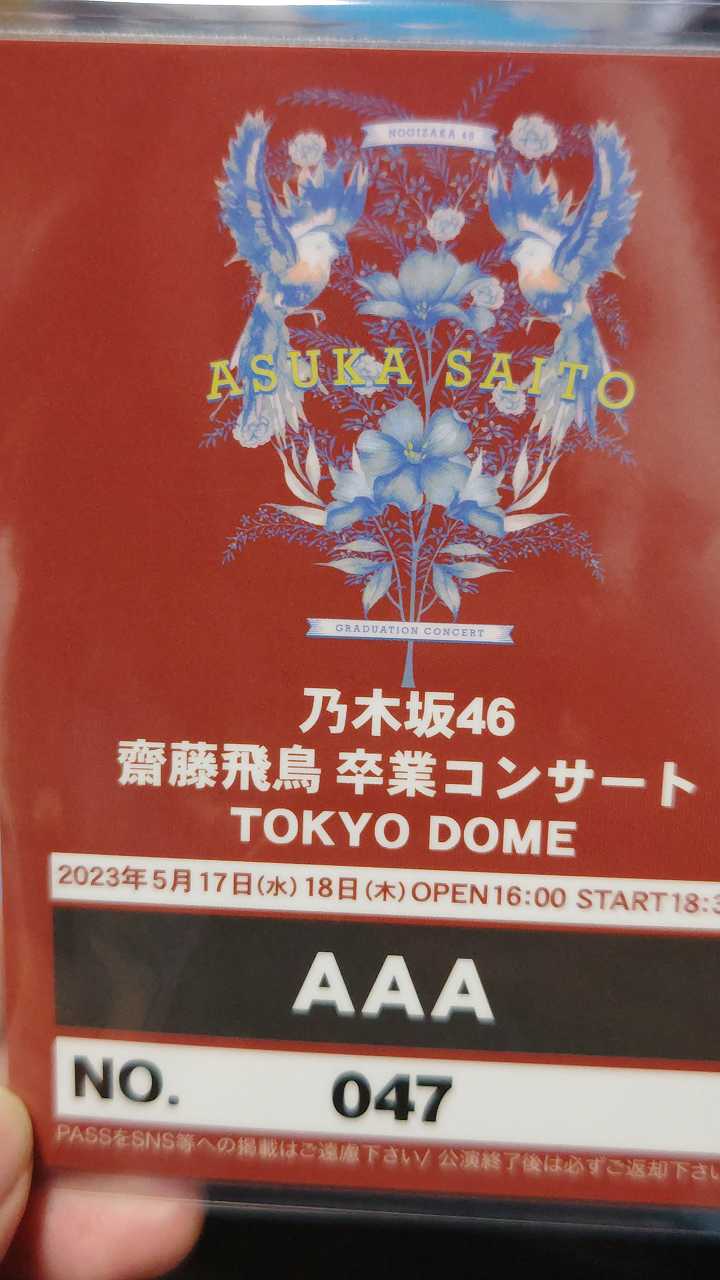 NOGIZAKA 46
ASUKA SAITO
GRADUATION CONCERT
乃木坂46
齋藤飛鳥 卒業コンサート
TOKYO DOME
2023年5月17日(水) 18日(木) OPEN16:00 START18:3
AAA
NO. 047
PASSをSNS等への掲載はご遠慮下さい/ 公演終了後は必ずご返却下さい